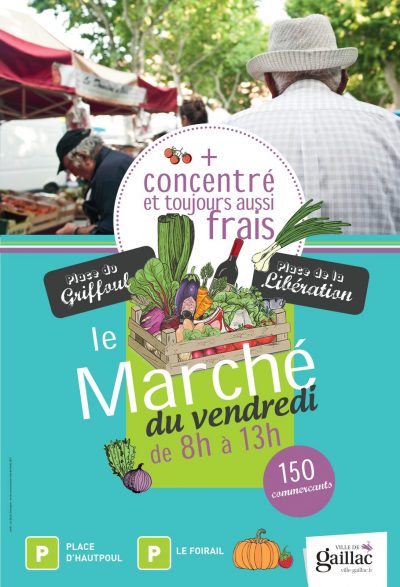 +
concentré
et toujours aussi
frais
Place du
Griffoul
Place de la
Libération
le
Marché
du vendredi
de 8h à 13h
150
commerçants
P
PLACE
D'HAUTPOUL
P
LE FOIRAIL
VILLE DE
gaillac
ville-gaillac.fr